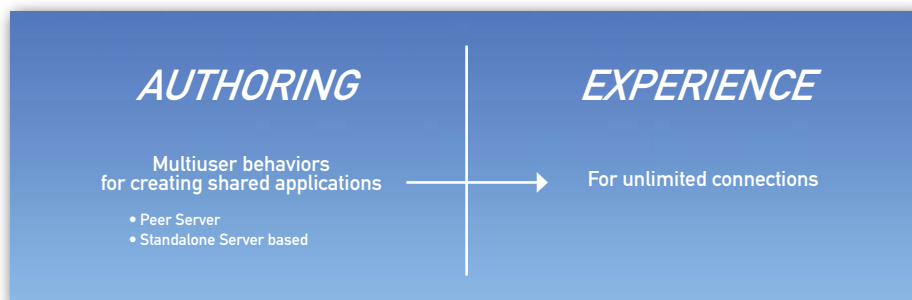 AUTHORING
Multiuser behaviors
for creating shared applications
• Peer Server
• Standalone Server based
EXPERIENCE
For unlimited connections